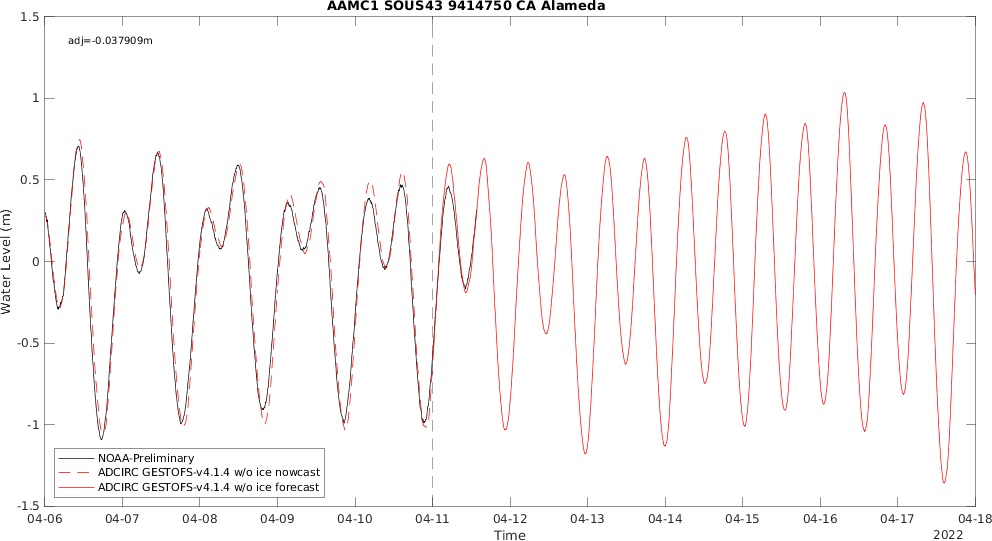 AAMC1 SOUS43 9414750 CA Alameda
adj=-0.037909m
Water Level (m)
1.5
1
0.5
0
-0.5
-1
-1.5
NOAA-Preliminary
ADCIRC GESTOFS-v4.1.4 w/o ice nowcast
ADCIRC GESTOFS-v4.1.4 w/o ice forecast
04-06 04-07 04-08 04-09 04-10 04-11 04-12 04-13 04-14 04-15 04-16 04-17 04-18
Time
2022